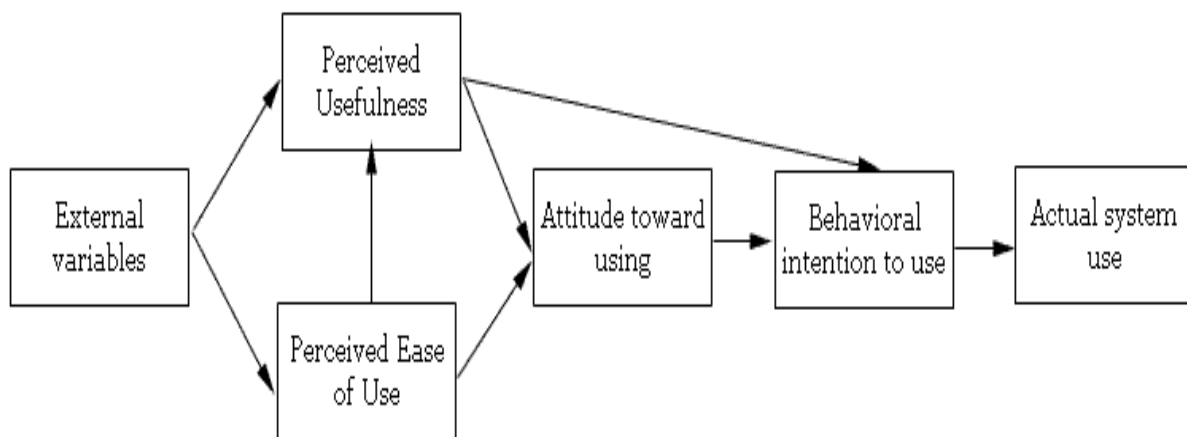 Perceived
Usefulness
External
variables
Attitude toward
using
Behavioral
intention to use
Actual system
use
Perceived Ease
of Use